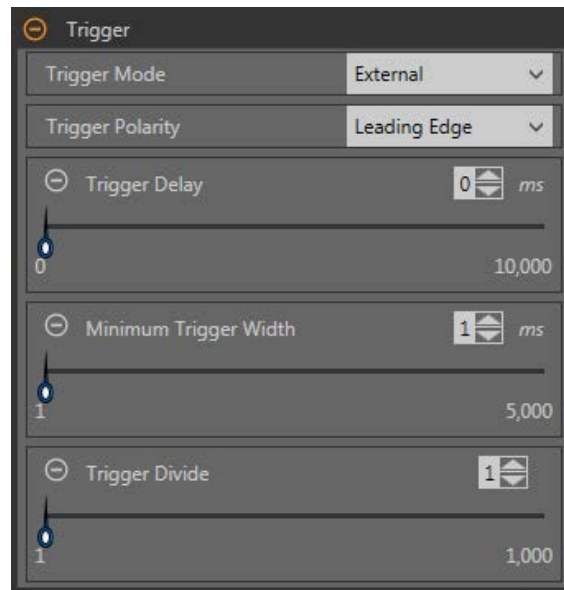 Trigger
Trigger Mode External
Trigger Polarity Leading Edge
Trigger Delay 0 ms
0 10,000
Minimum Trigger Width 1 ms
1 5,000
Trigger Divide 1
1 1,000